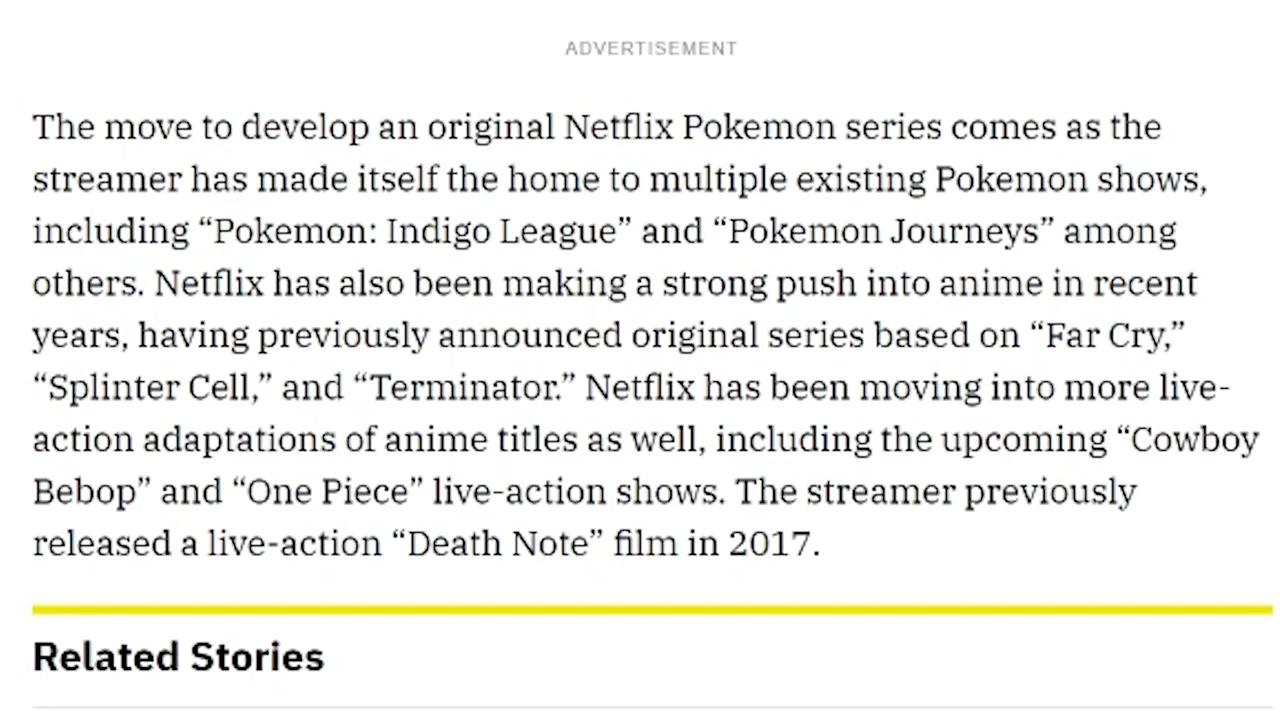 ADVERTISEMENT
The move to develop an original Netflix Pokemon series comes as the
streamer has made itself the home to multiple existing Pokemon shows,
including “Pokemon: Indigo League” and “Pokemon Journeys” among
others. Netflix has also been making a strong push into anime in recent
years, having previously announced original series based on “Far Cry,”
“Splinter Cell,” and “Terminator.” Netflix has been moving into more live-
action adaptations of anime titles as well, including the upcoming “Cowboy
Bebop” and “One Piece” live-action shows. The streamer previously
released a live-action “Death Note” film in 2017.
Related Stories